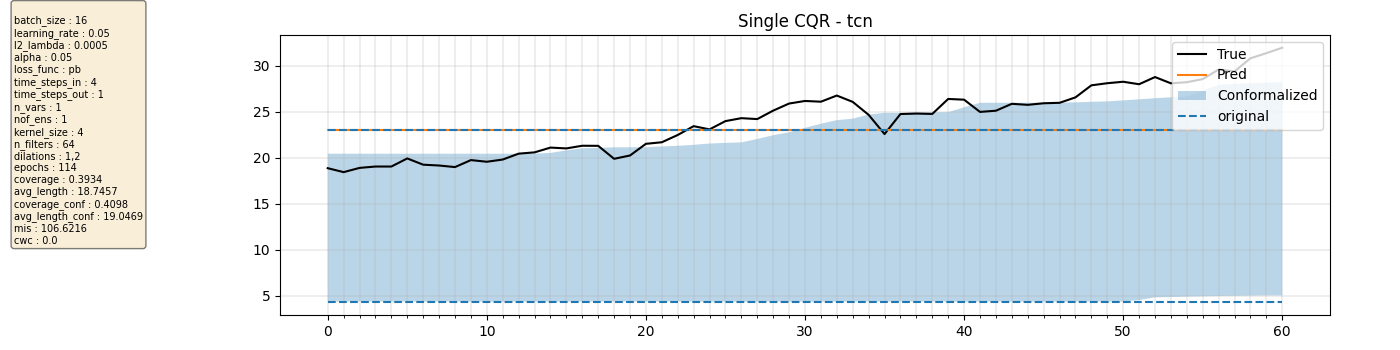 batch_size : 16
learning_rate : 0.05
l2_lambda : 0.0005
alpha : 0.05
loss_func : pb
time_steps_in : 4
time_steps_out : 1
n_vars : 1
nof_ens : 1
kernel_size : 4
n_filters : 64
dilations : 1,2
epochs : 114
coverage : 0.3934
avg_length : 18.7457
coverage_conf : 0.4098
avg_length_conf : 19.0469
mis : 106.6216
cwc : 0.0
Single CQR - tcn
30
25
20
15
10
5
0 10 20 30 40 50 60
True
Pred
Conformalized
original